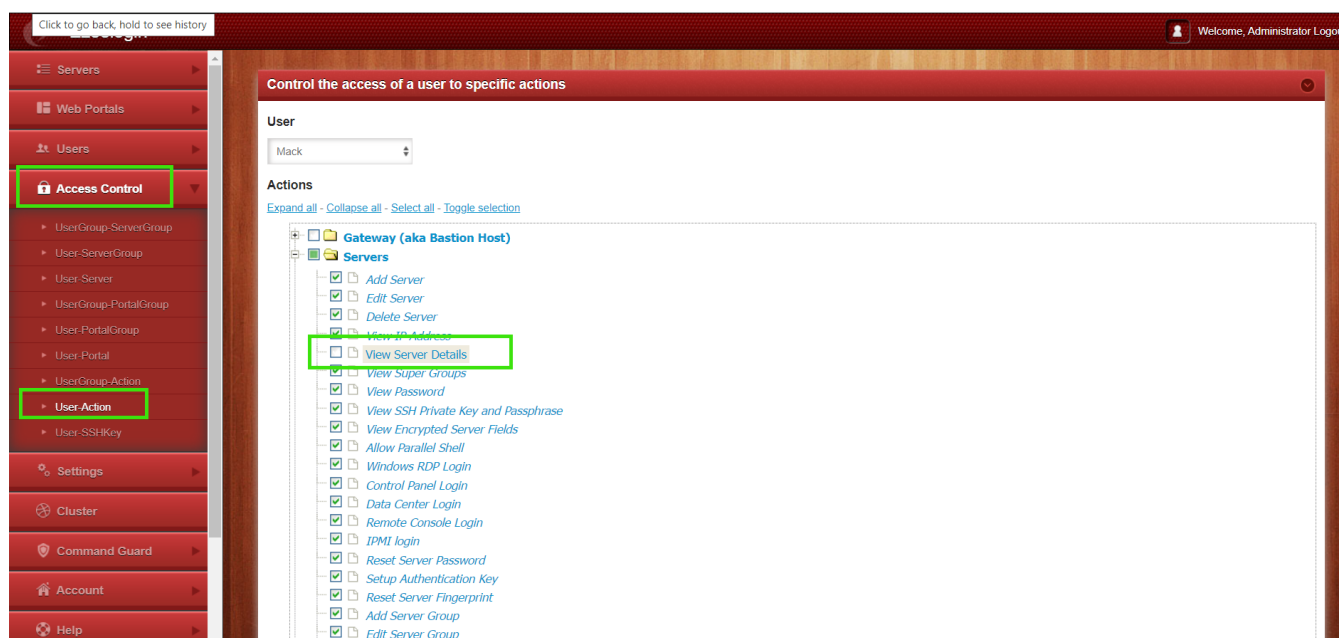 Click to go back, hold to see history
Welcome, Administrator Logou
Servers
Web Portals
Users
Access Control
UserGroup-ServerGroup
User-ServerGroup
User-Server
UserGroup-PortalGroup
User-PortalGroup
User-Portal
UserGroup-Action
User-Action
User-SSHKey
Settings
Cluster
Command Guard
Account
Help
Control the access of a user to specific actions
User
Mack
Actions
Expand all - Collapse all - Select all - Toggle selection
Gateway (aka Bastion Host)
Servers
Add Server
Edit Server
Delete Server
View IP Address
View Server Details
View Super Groups
View Password
View SSH Private Key and Passphrase
View Encrypted Server Fields
Allow Parallel Shell
Windows RDP Login
Control Panel Login
Data Center Login
Remote Console Login
IPMI login
Reset Server Password
Setup Authentication Key
Reset Server Fingerprint
Add Server Group
Edit Server Group